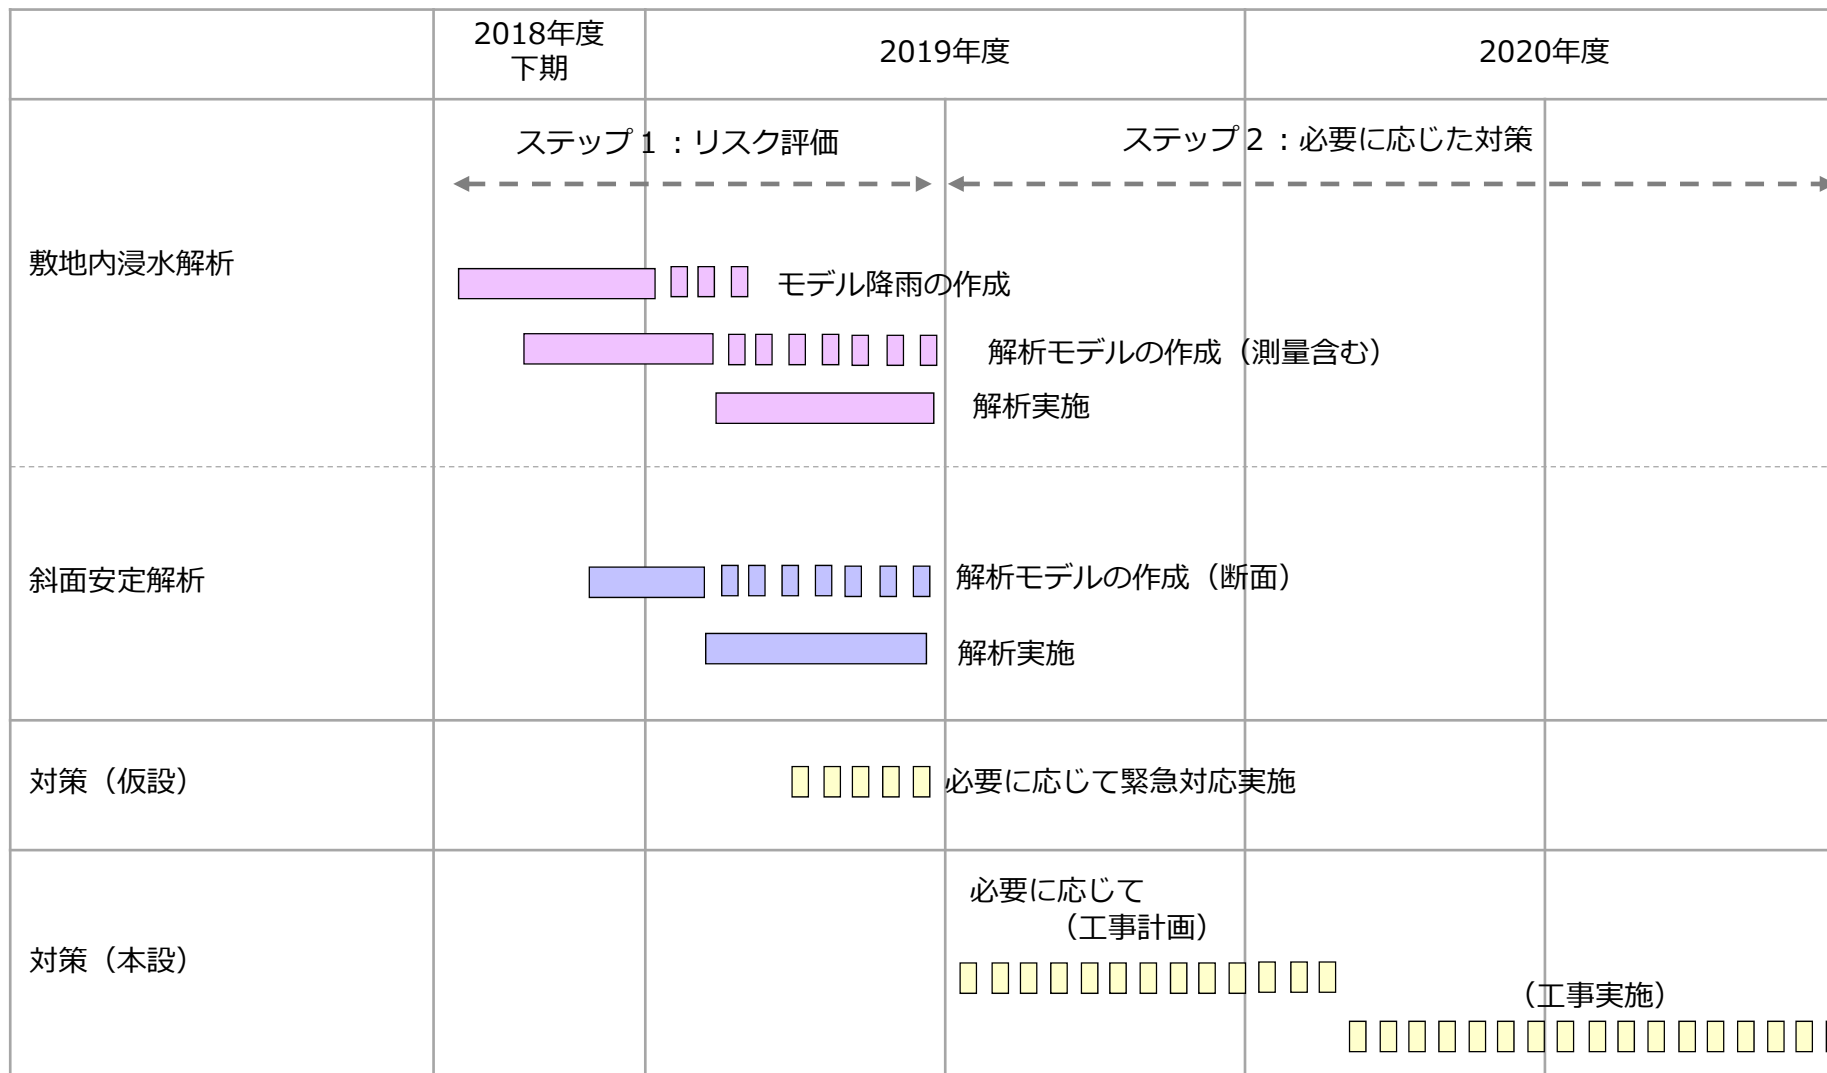 2018年度
下期
2019年度
2020年度
ステップ１：リスク評価
ステップ２：必要に応じた対策
敷地内浸水解析
モデル降雨の作成
解析モデルの作成（測量含む）
解析実施
斜面安定解析
解析モデルの作成（断面）
解析実施
対策（仮設）
必要に応じて緊急対応実施
対策（本設）
必要に応じて
（工事計画）
（工事実施）